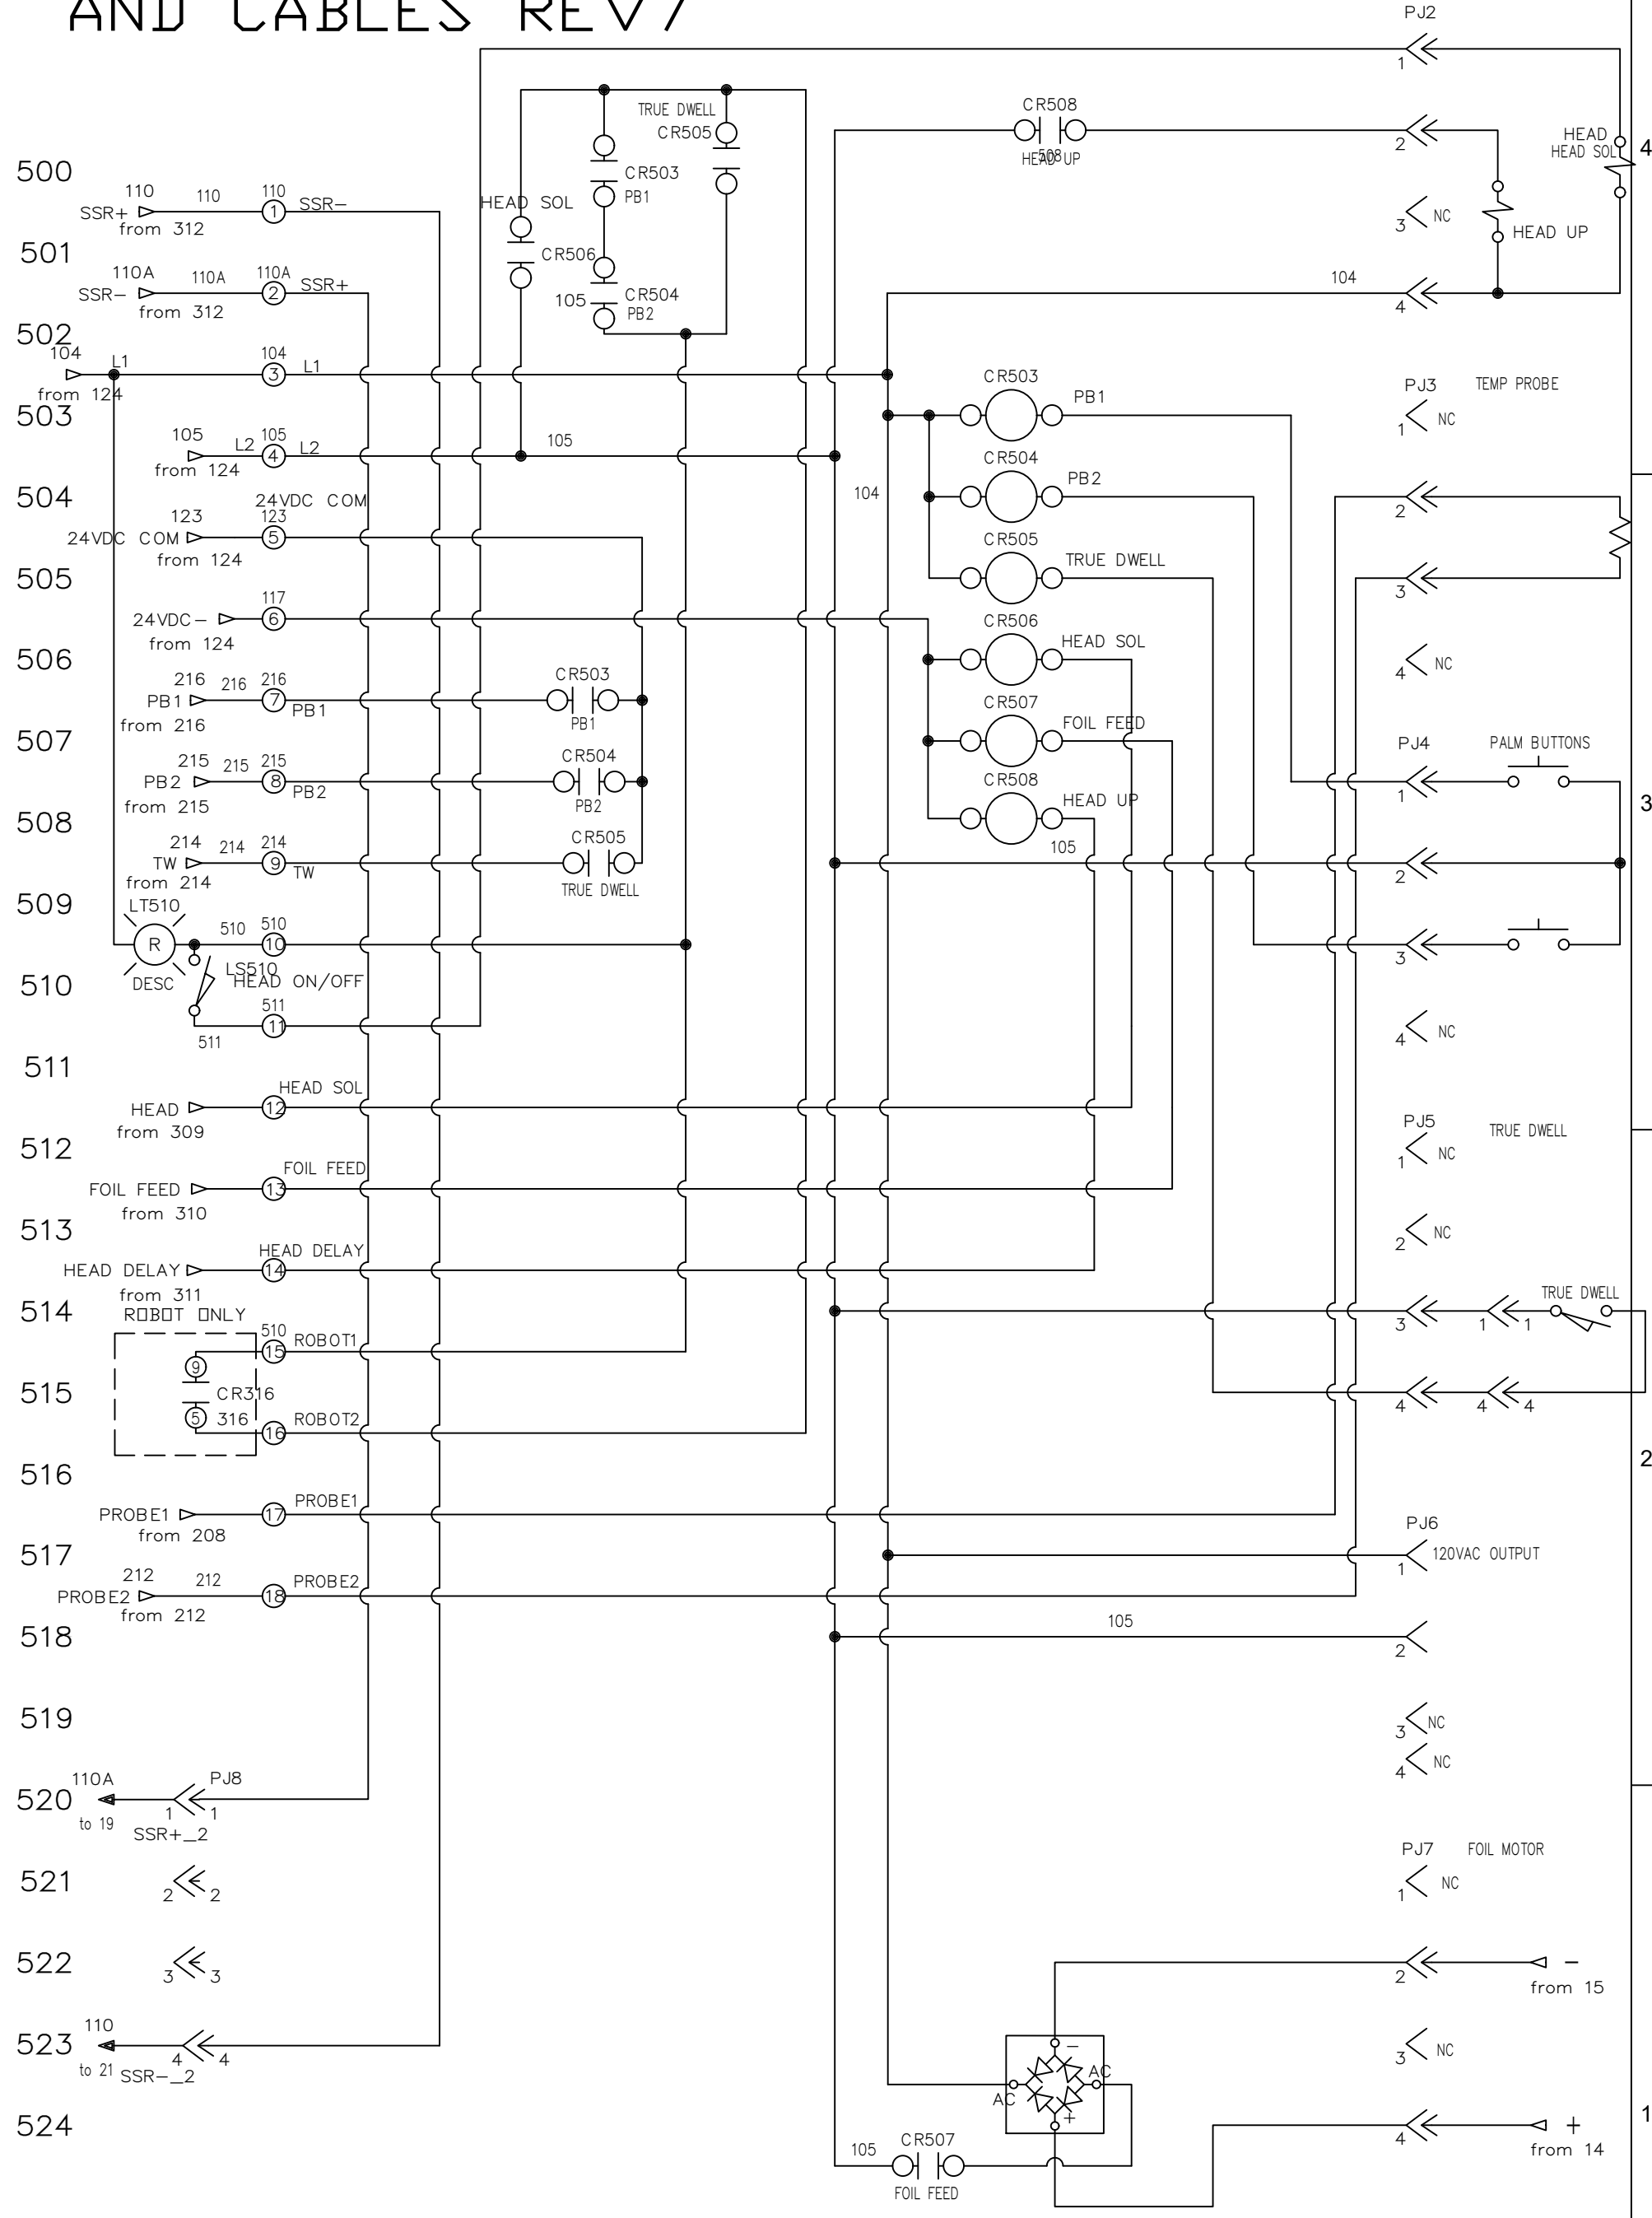 AND CABLES REV7
PJ2
1
TRUE DWELL
CR505
CR508
508
HEAD UP
2
HEAD
HEAD SOL
4
500
110
110
110
SSR+
1
SSR-
from 312
CR503
PB1
HEAD SOL
3
NC
HEAD UP
501
110A
110A
110A
SSR-
2
SSR+
from 312
CR506
105
CR504
PB2
104
4
502
104
L1
104
3
L1
from 124
CR503
PB1
PJ3
TEMP PROBE
503
1
NC
105
L2
105
4
L2
from 124
105
CR504
PB2
504
24VDC COM
104
2
123
123
24VDC COM
5
from 124
CR505
TRUE DWELL
505
3
117
24VDC-
6
from 124
CR506
HEAD SOL
506
4
NC
216
216
216
PB1
7
PB1
from 216
CR503
PB1
CR507
FOIL FEED
507
PJ4
PALM BUTTONS
215
215
215
PB2
8
PB2
from 215
CR504
PB2
CR508
HEAD UP
1
3
508
214
214
214
TW
9
TW
from 214
CR505
TRUE DWELL
105
2
509
LT510
R
DESC
510
510
10
LS510
HEAD ON/OFF
3
510
511
511
11
4
NC
511
HEAD SOL
HEAD
12
from 309
512
PJ5
TRUE DWELL
1
NC
FOIL FEED
FOIL FEED
13
from 310
513
2
NC
HEAD DELAY
HEAD DELAY
14
from 311
514
ROBOT ONLY
TRUE DWELL
3
1
1
510
15
ROBOT1
9
515
CR316
5
316
16
ROBOT2
4
4
4
516
2
PROBE1
PROBE1
17
from 208
517
PJ6
1
120VAC OUTPUT
212
212
PROBE2
PROBE2
18
from 212
518
105
2
519
3
NC
4
NC
520
110A
to 19
PJ8
1
1
SSR+_2
521
2
2
PJ7
FOIL MOTOR
1
NC
522
3
3
2
-
from 15
523
110
to 21
SSR-_2
4
4
3
NC
-
AC
AC
+
524
4
+
from 14
1
105
CR507
FOIL FEED